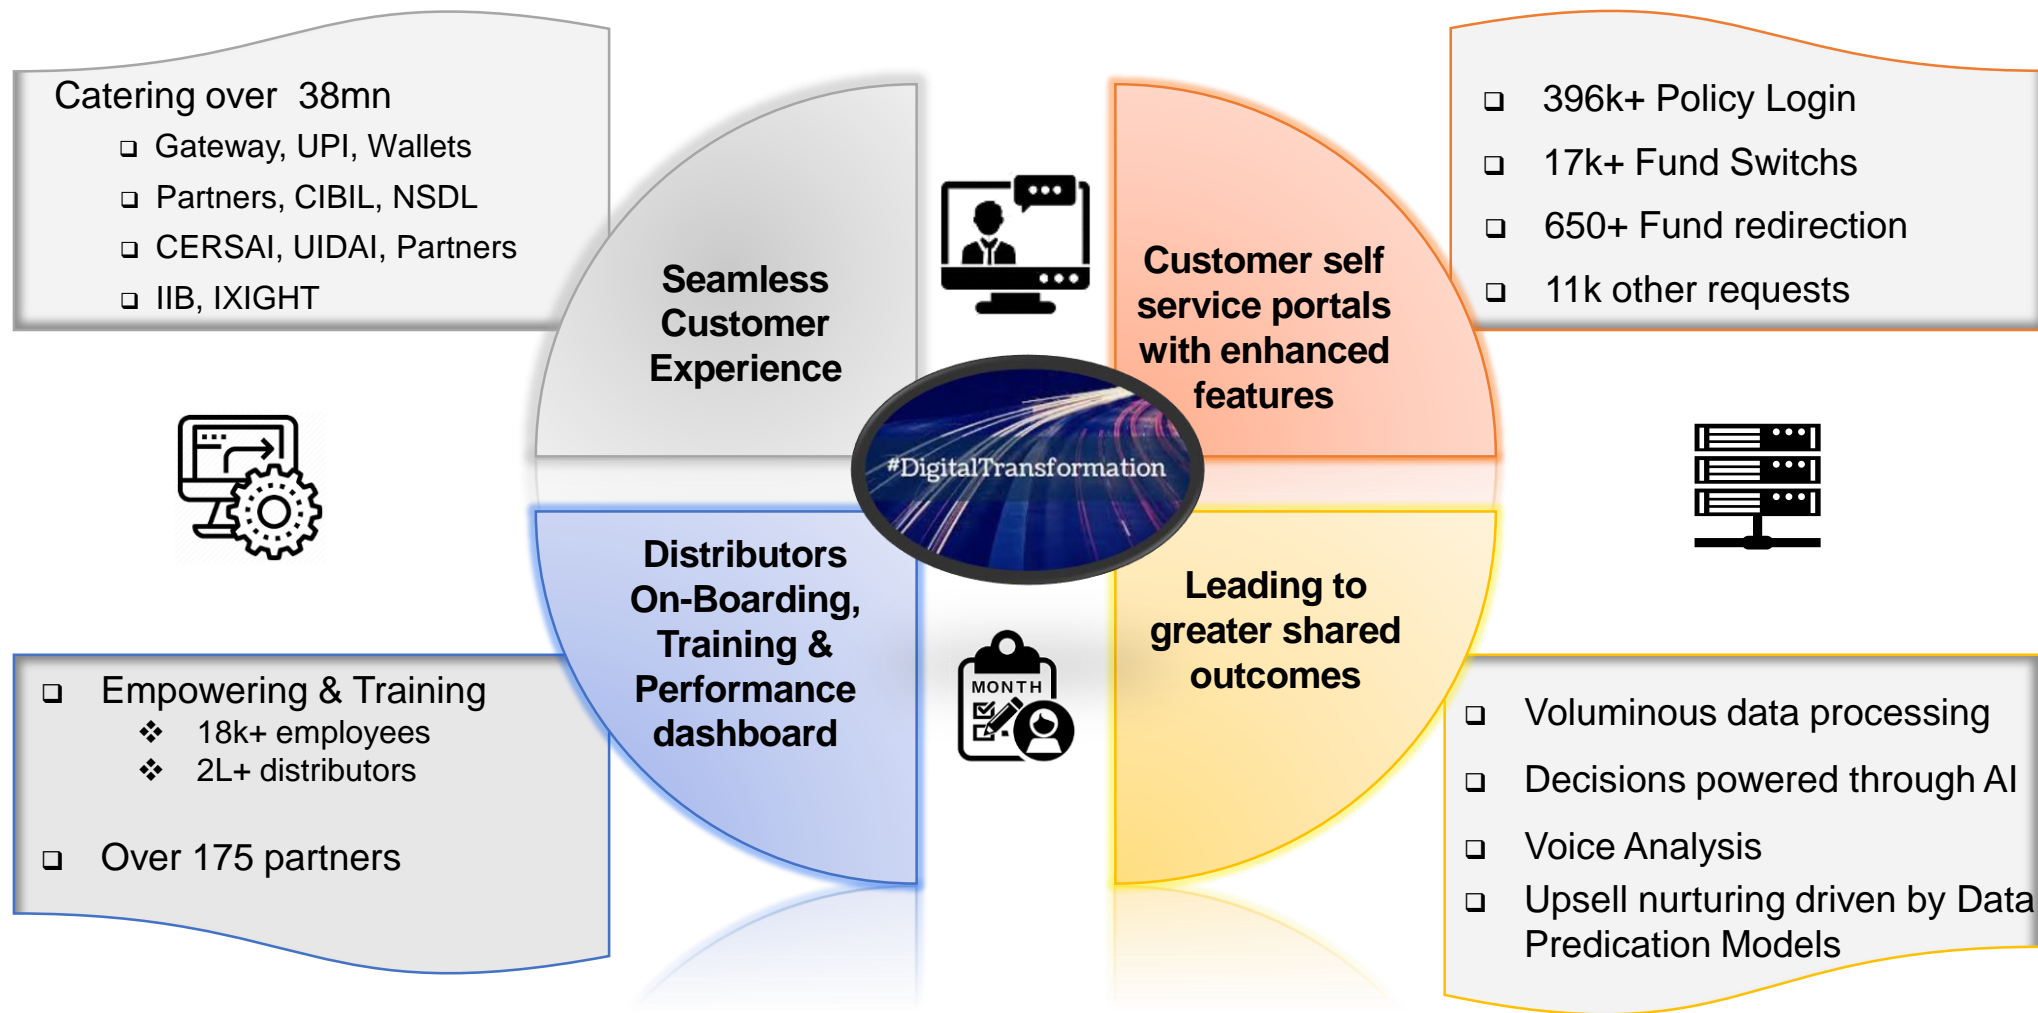 Catering over 38mn
Gateway, UPI, Wallets
Partners, CIBIL, NSDL
CERSAI, UIDAI, Partners
IIB, IXIGHT
Seamless
Customer
Experience
Customer self
service portals
with enhanced
features
396k+ Policy Login
17k+ Fund Switchs
650+ Fund redirection
11k other requests
#DigitalTransformation
Empowering & Training
18k+ employees
2L+ distributors
Over 175 partners
Distributors
On-Boarding,
Training &
Performance
dashboard
MONTH
Leading to
greater shared
outcomes
Voluminous data processing
Decisions powered through AI
Voice Analysis
Upsell nurturing driven by Data
Predication Models